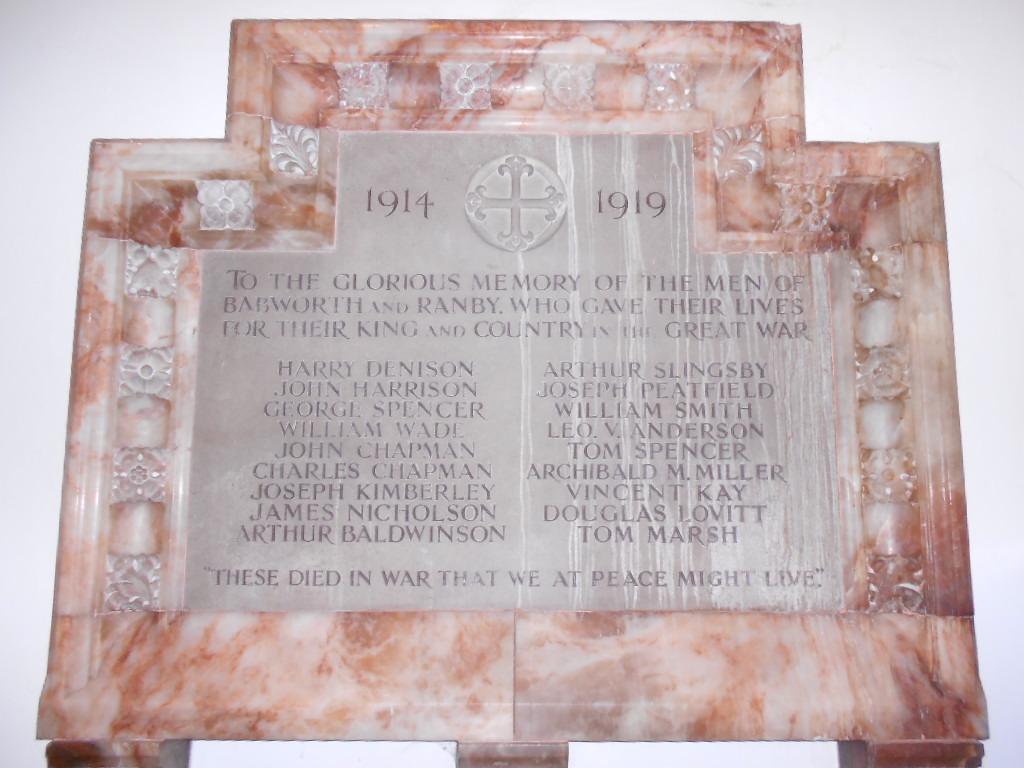 1914 1919
TO THE GLORIOUS MEMORY OF THE MEN OF
BABWORTH AND RANBY, WHO GAVE THEIR LIVES
FOR THEIR KING AND COUNTRY IN THE GREAT WAR
HARRY DENISON
JOHN HARRISON
GEORGE SPENCER
WILLIAM WADE
JOHN CHAPMAN
CHARLES CHAPMAN
JOSEPH KIMBERLEY
JAMES NICHOLSON
ARTHUR BALDWINSON
ARTHUR SLINGSBY
JOSEPH PEATFIELD
WILLIAM SMITH
LEO. V. ANDERSON
TOM SPENCER
ARCHIBALD M. MILLER
VINCENT KAY
DOUGLAS LOVITT
TOM MARSH
"THESE DIED IN WAR THAT WE AT PEACE MIGHT LIVE."